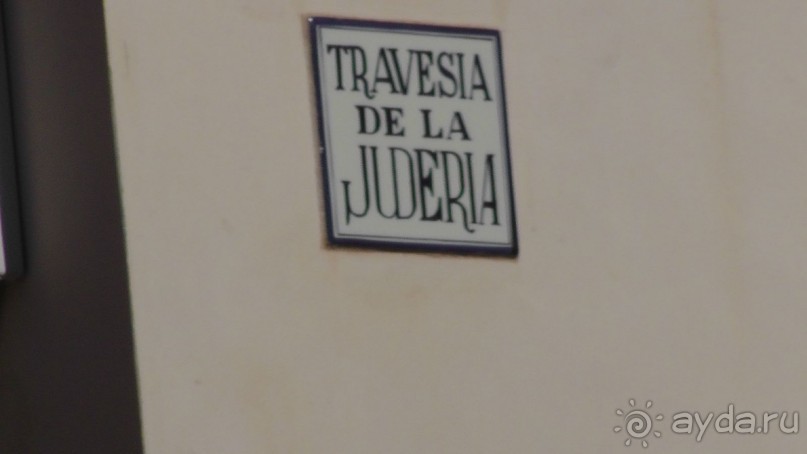 TRAVESIA
DE LA
JUDERIA
ayda.ru